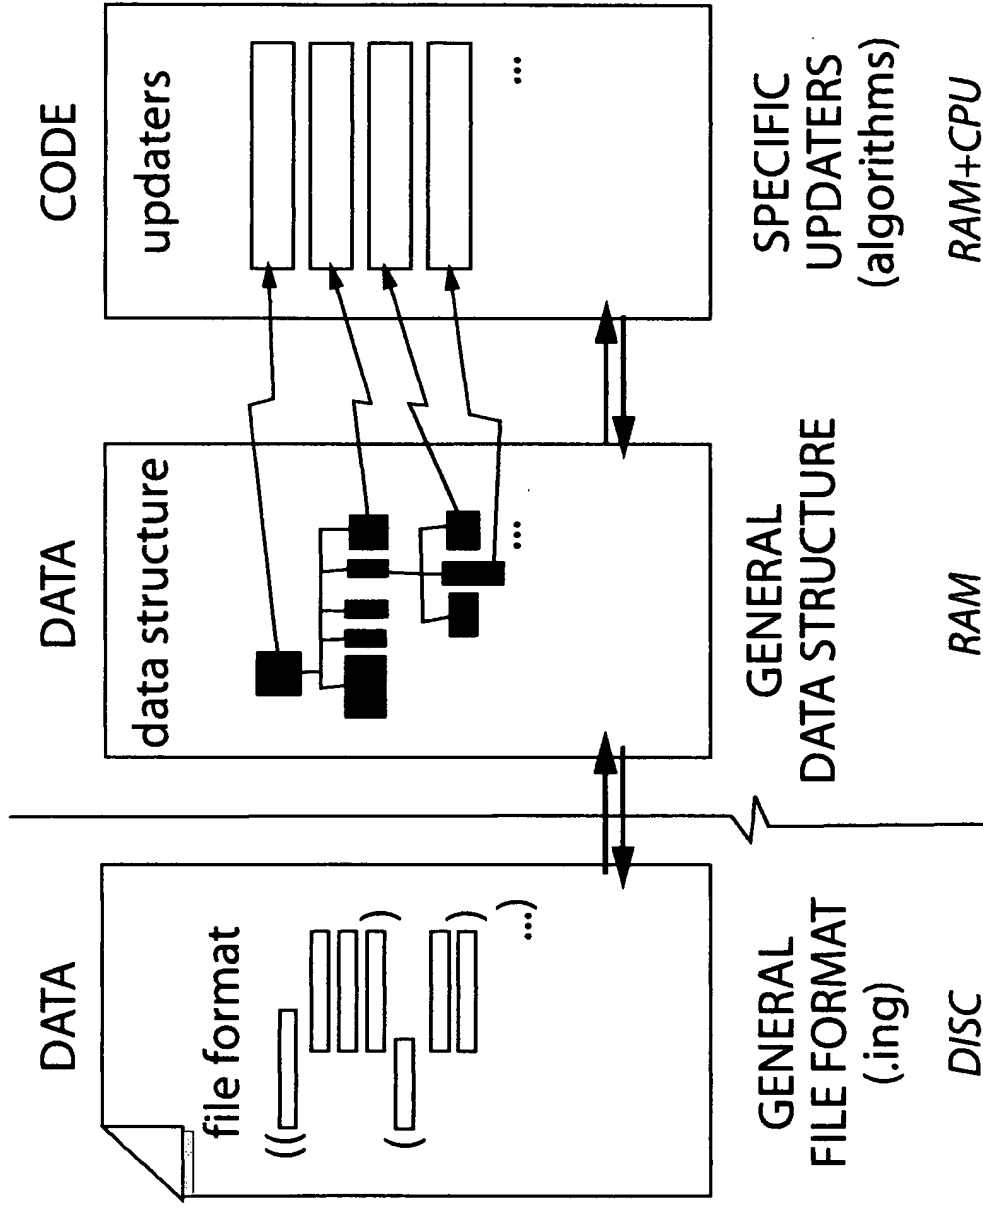 DATA
DATA
CODE
file format
data structure
updaters
((
)
(
)
...)
...
...
GENERAL
FILE FORMAT
(.ing)
GENERAL
DATA STRUCTURE
SPECIFIC
UPDATERS
(algorithms)
DISC
RAM
RAM+CPU